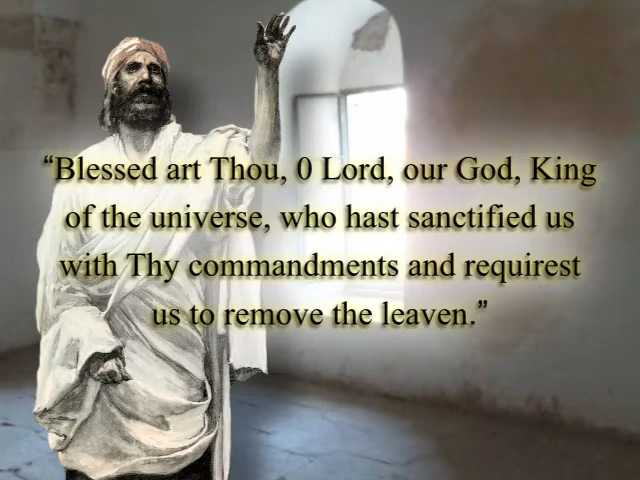 “Blessed art Thou, 0 Lord, our God, King
of the universe, who hast sanctified us
with Thy commandments and requirest
us to remove the leaven.”